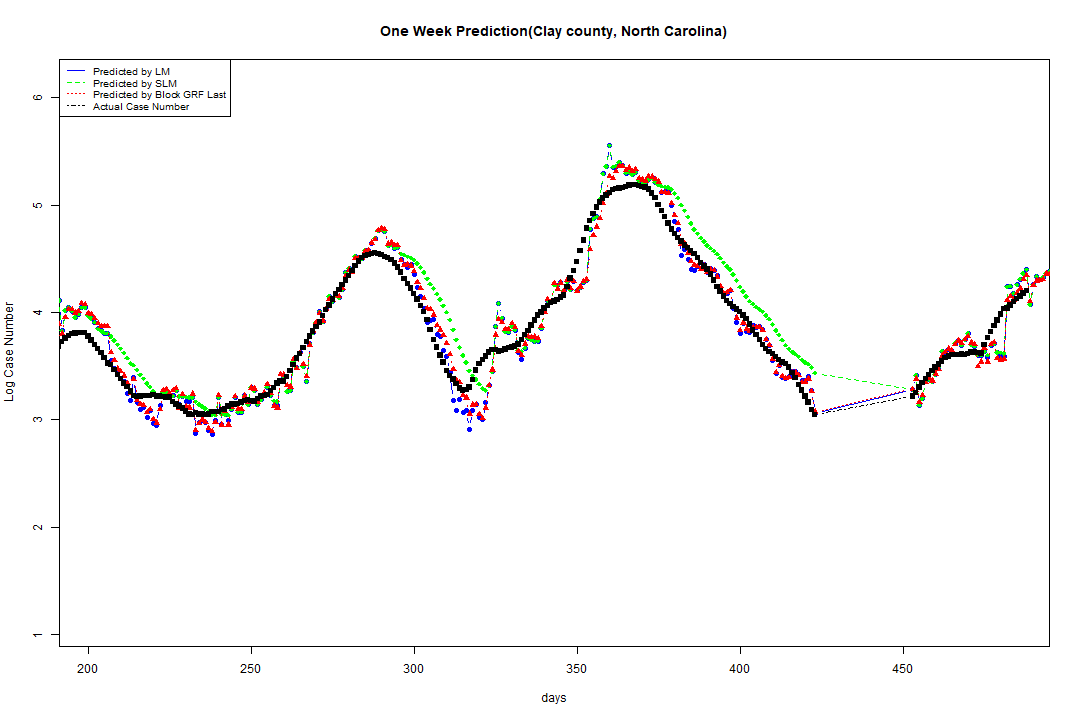 One Week Prediction(Clay county, North Carolina)
Predicted by LM
Predicted by SLM
Predicted by Block GRF Last
Actual Case Number
6
5
4
3
2
1
Log Case Number
200 250 300 350 400 450
days